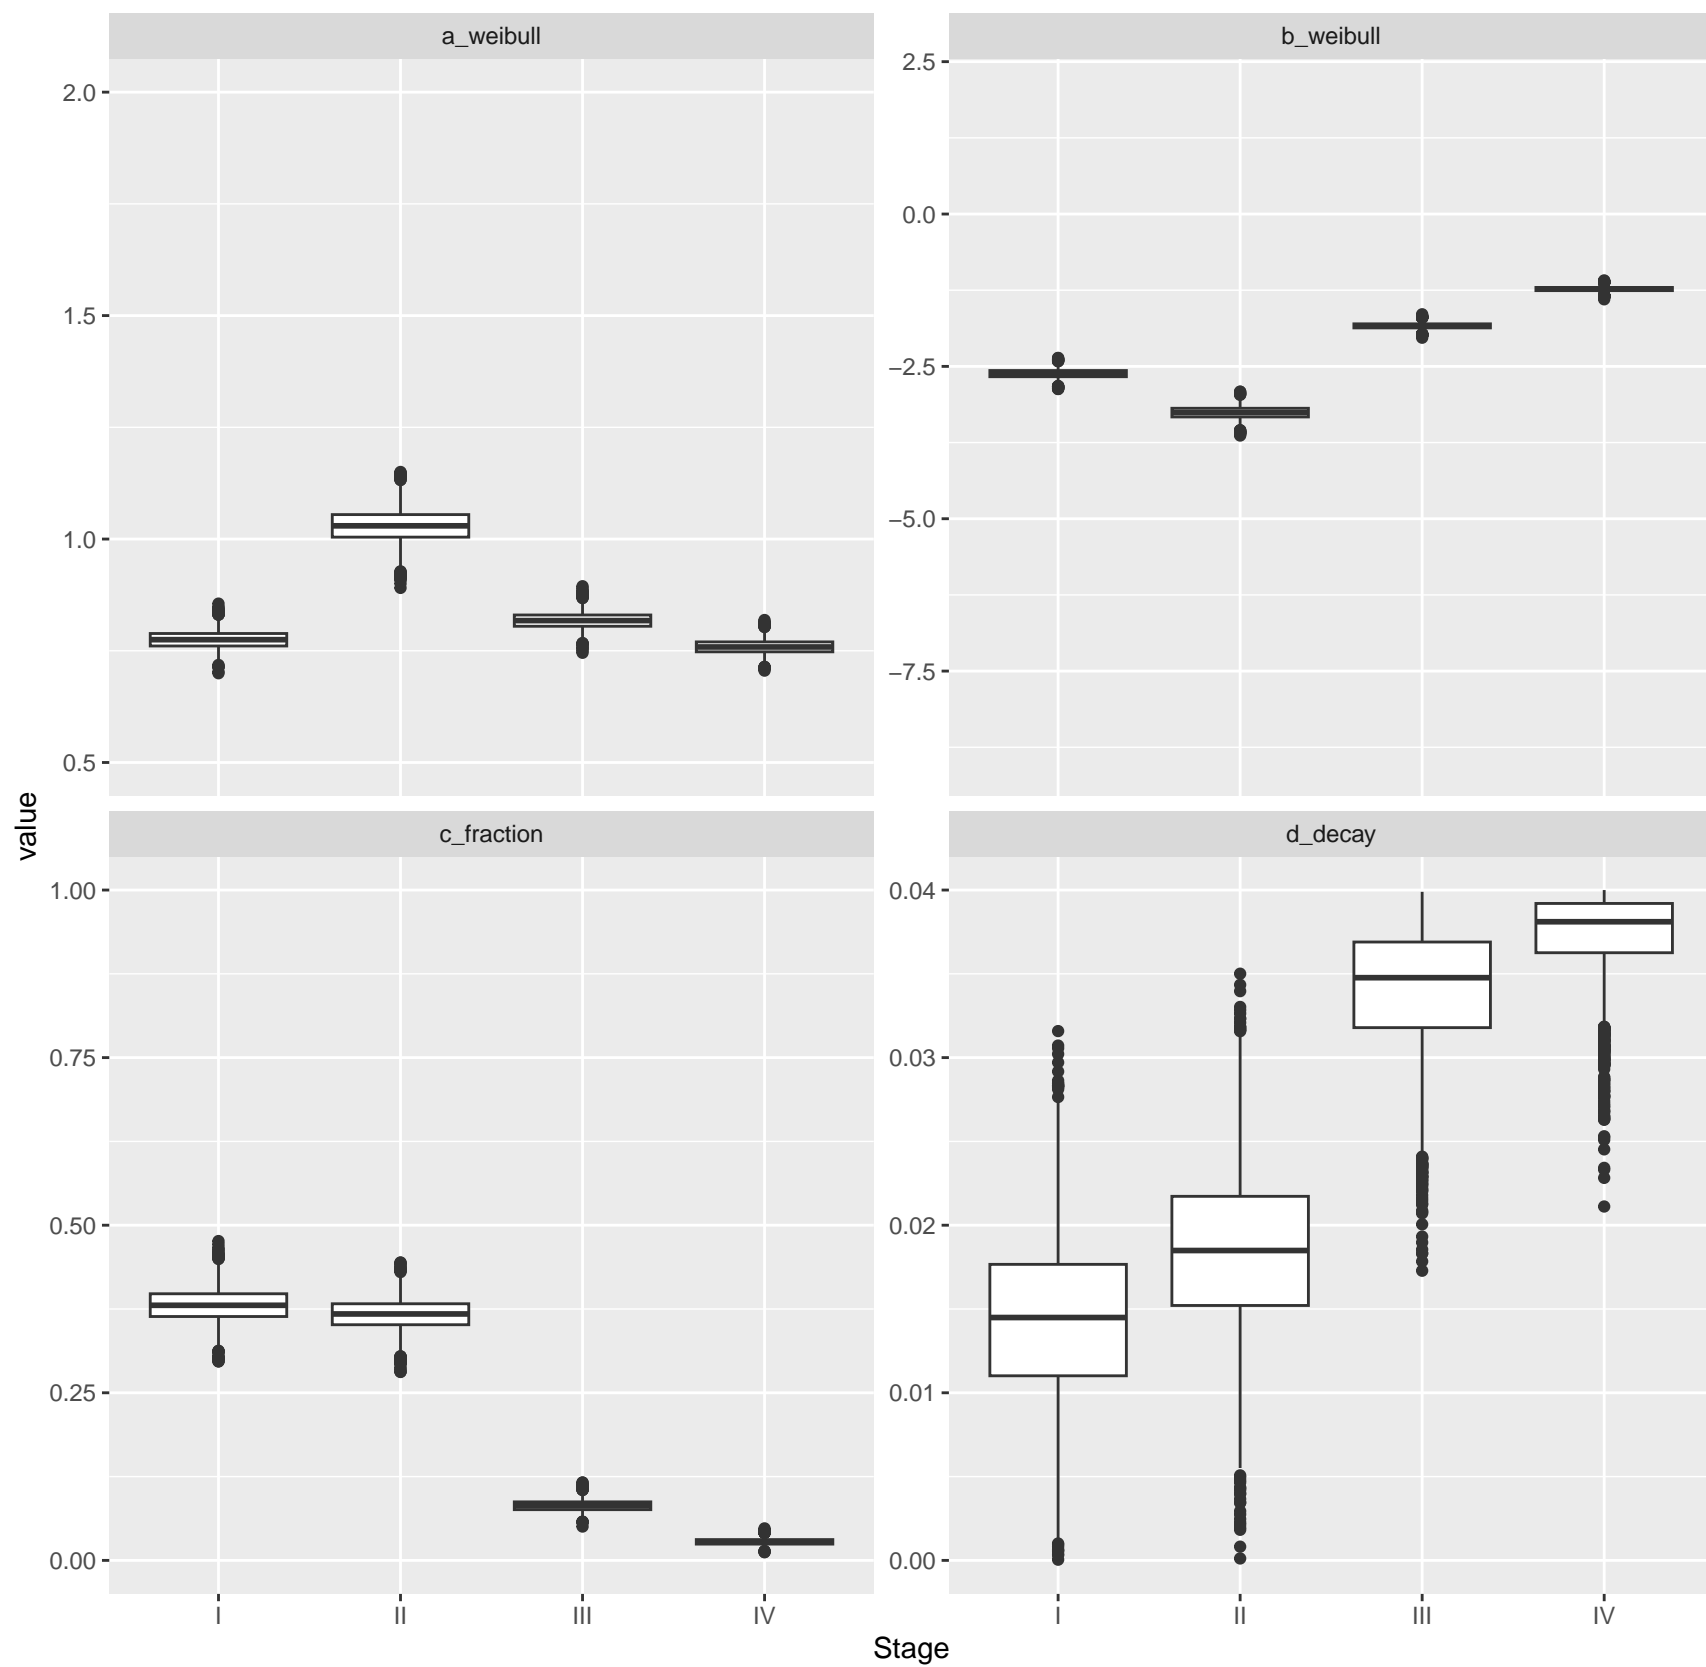 a_weibull
b_weibull
2.0
1.5
1.0
0.5
2.5
0.0
−2.5
−5.0
−7.5
value
c_fraction
d_decay
1.00
0.75
0.50
0.25
0.00
0.04
0.03
0.02
0.01
0.00
I II III IV
I II III IV
Stage